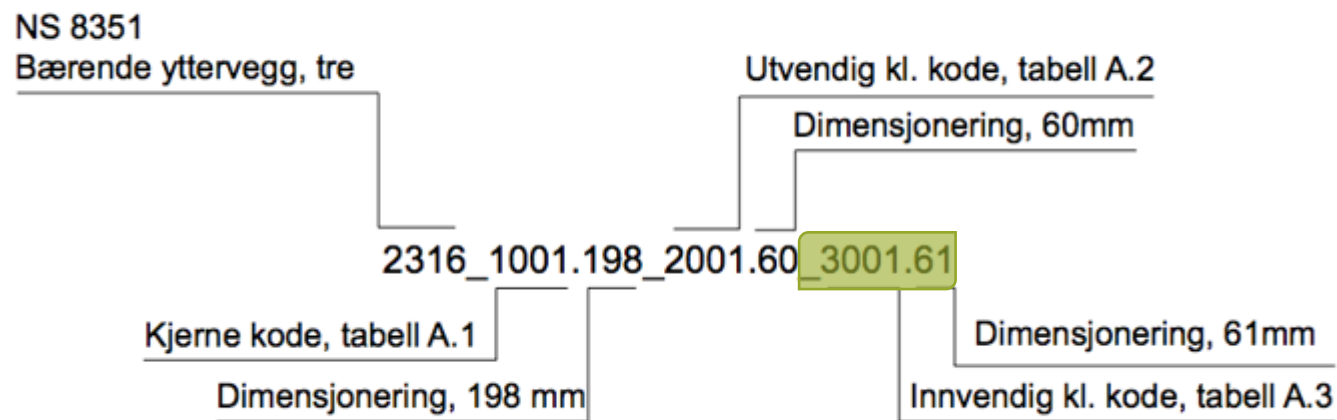 NS 8351
Bærende yttervegg, tre
Utvendig kl. kode, tabell A.2
Dimensjonering, 60mm
2316_1001.198_2001.60_3001.61
Kjerne kode, tabell A.1
Dimensjonering, 61mm
Dimensjonering, 198 mm
Innvendig kl. kode, tabell A.3